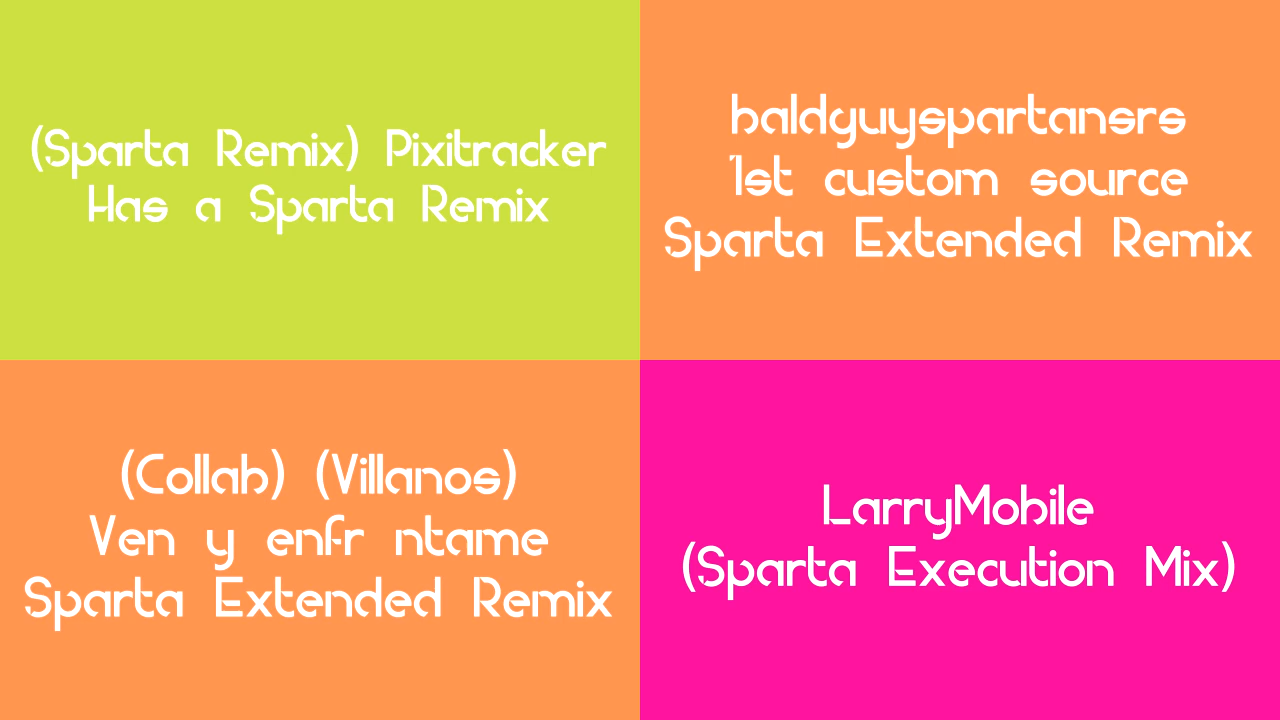 (Sparta Remix) Pixitracker
Has a Sparta Remix
baldguyspartansrs
1st custom source
Sparta Extended Remix
(Collab) (Villanos)
Ven y enfr ntame
Sparta Extended Remix
LarryMobile
(Sparta Execution Mix)